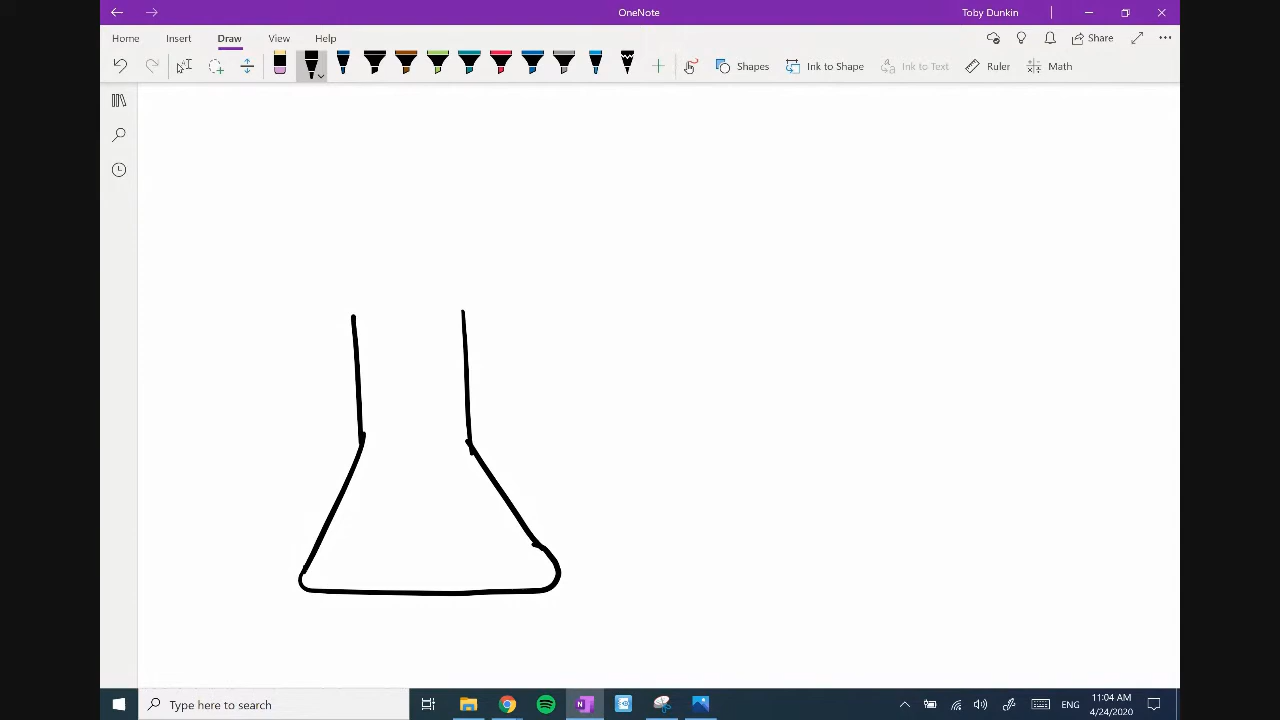 OneNote
Toby Dunkin
Home Insert Draw View Help
Share
Shapes Ink to Shape Ink to Text Ruler Math
Type here to search
ENG
11:04 AM
4/24/2020